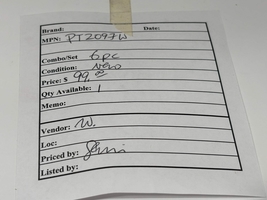 Brand: Date:
MPN: PT2097W
Combo/Set 6pc
Condition: New
Price: $ 99.00
Qty Available: 1
Memo:
Vendor: W.
Loc:
Priced by:
Listed by: